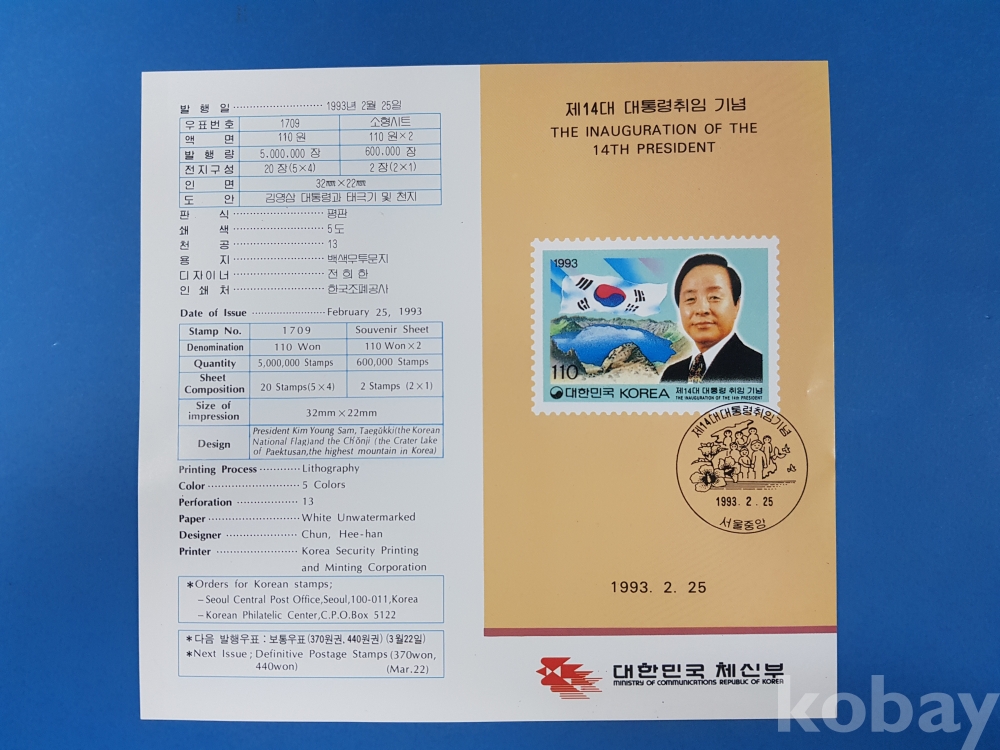 발 행 일 ························ 1993년 2월 25일
우표번호 1709 소형시트
액 면 110 원 110 원×2
발 행 량 5,000,000 장 600,000 장
전지구성 20 장(5×4) 2 장(2×1)
인 면 32㎜×22㎜
도 안 김영삼 대통령과 태극기 및 천지
판 식 ························ 평판
쇄 색 ························ 5도
천 공 ························ 13
용 지 ························ 백색무투문지
디자이너 ························ 전 희 한
인 쇄 처 ························ 한국조폐공사
Date of Issue ····················· February 25, 1993
Stamp No. 1709 Souvenir Sheet
Denomination 110 Won 110 Won×2
Quantity 5,000,000 Stamps 600,000 Stamps
Sheet
Composition 20 Stamps(5×4) 2 Stamps (2×1)
Size of
impression 32mm×22mm
Design
President Kim Young Sam, Taegŭkki(the Korean
National Flag)and the Ch'ŏnji (the Crater Lake
of Paektusan,the highest mountain in Korea)
Printing Process ············ Lithography
Color ························ 5 Colors
Perforation ·················· 13
Paper ························ White Unwatermarked
Designer ····················· Chun, Hee-han
Printer ······················ Korea Security Printing
and Minting Corporation
＊Orders for Korean stamps;
－Seoul Central Post Office,Seoul,100-011,Korea
－Korean Philatelic Center,C.P.O.Box 5122
＊다음 발행우표 : 보통우표(370원권, 440원권) (3월22일)
＊Next Issue ; Definitive Postage Stamps (370won,
440won) (Mar.22)
제14대 대통령취임 기념
THE INAUGURATION OF THE
14TH PRESIDENT
1993
110
대한민국 KOREA
제14대 대통령 취임 기념
THE INAUGURATION OF THE 14th PRESIDENT
제14대대통령취임기념
1993. 2. 25
서울중앙
1993. 2. 25
대한민국 체신부
MINISTRY OF COMMUNICATIONS REPUBLIC OF KOREA
kobay